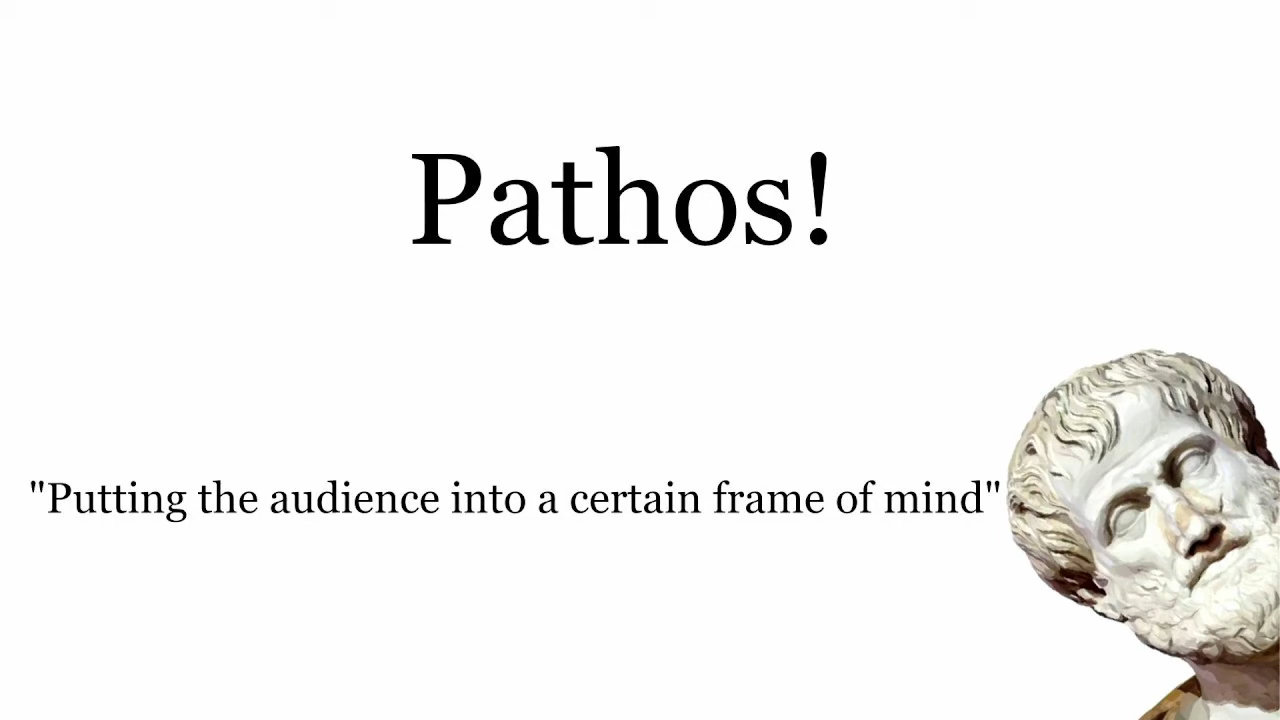 Pathos!
"Putting the audience into a certain frame of mind"